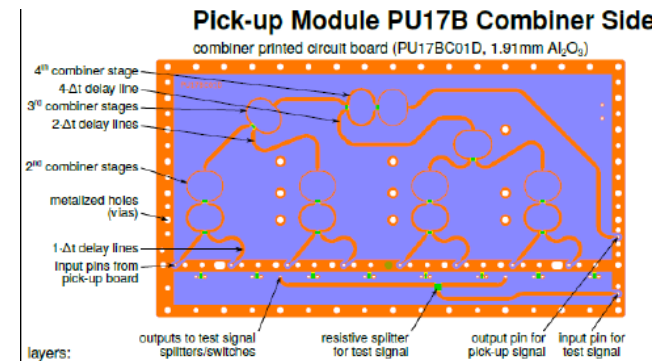 Pick-up Module PU17B Combiner Side
combiner printed circuit board (PU17BC01D, 1.91mm Al₂O₃)
4ᵗʰ combiner stage
4-Δt delay line
3ʳᵈ combiner stages
2-Δt delay lines
2ⁿᵈ combiner stages
metalized holes
(vias)
1-Δt delay lines
input pins from
pick-up board
outputs to test signal
splitters/switches
resistive splitter
for test signal
output pin for
pick-up signal
input pin for
test signal
layers: